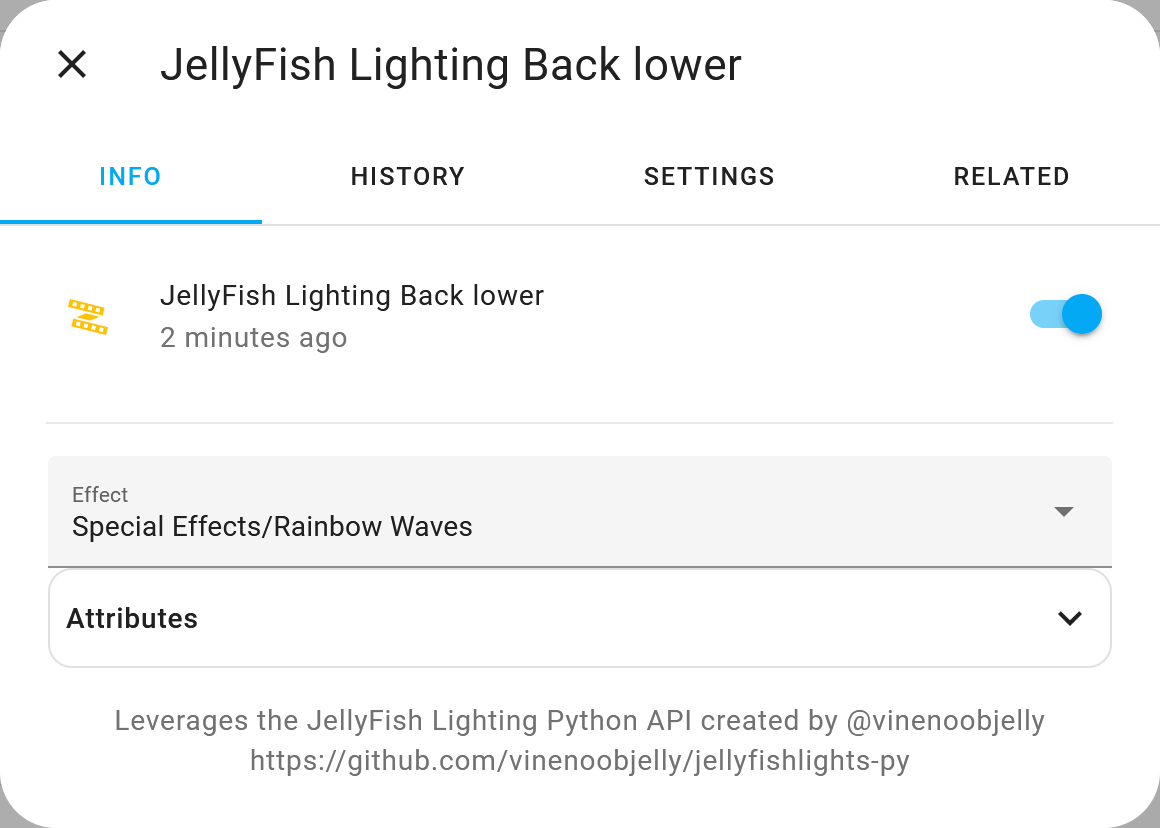 JellyFish Lighting Back lower
INFO
HISTORY
SETTINGS
RELATED
JellyFish Lighting Back lower
2 minutes ago
Effect
Special Effects/Rainbow Waves
Attributes
Leverages the JellyFish Lighting Python API created by @vinenoobjelly
https://github.com/vinenoobjelly/jellyfishlights-py